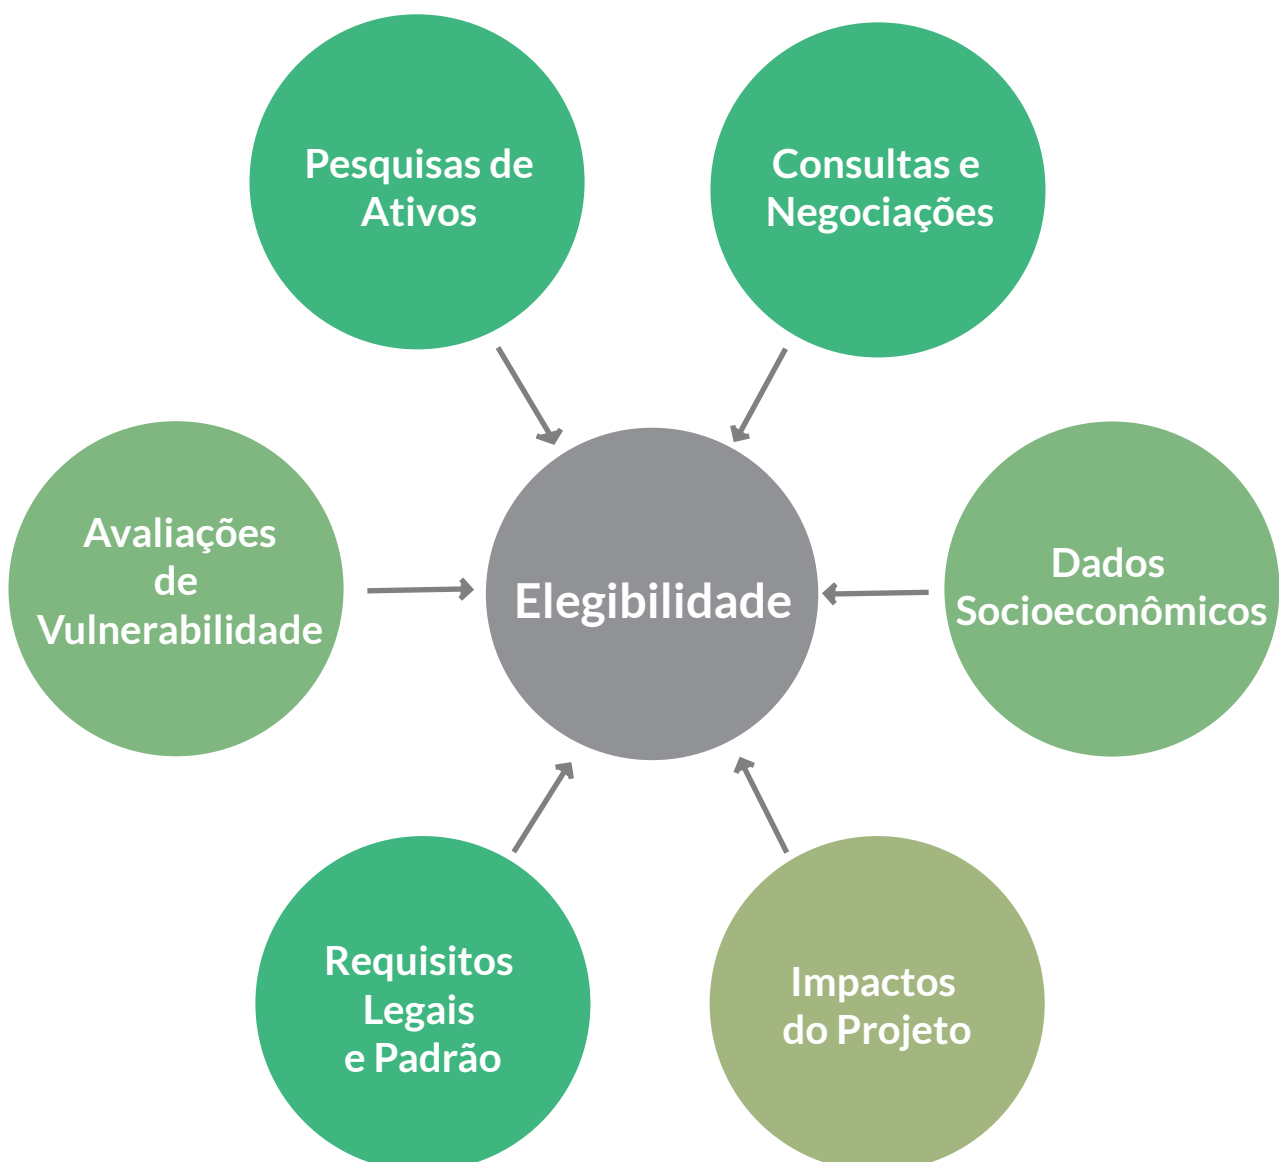 Pesquisas de
Ativos
Consultas e
Negociações
Avaliações
de
Vulnerabilidade
Elegibilidade
Dados
Socioeconômicos
Requisitos
Legais
e Padrão
Impactos
do Projeto